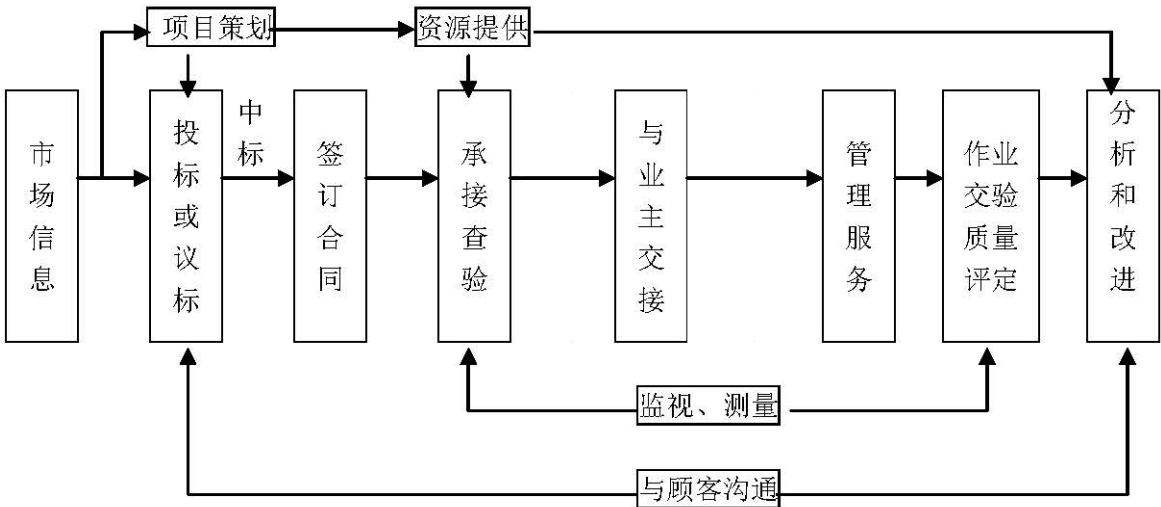 项目策划
资源提供
市场信息
投标或议标
中标
签订合同
承接查验
与业主交接
管理服务
作业
交验
质量
评定
分析和改进
监视、测量
与顾客沟通